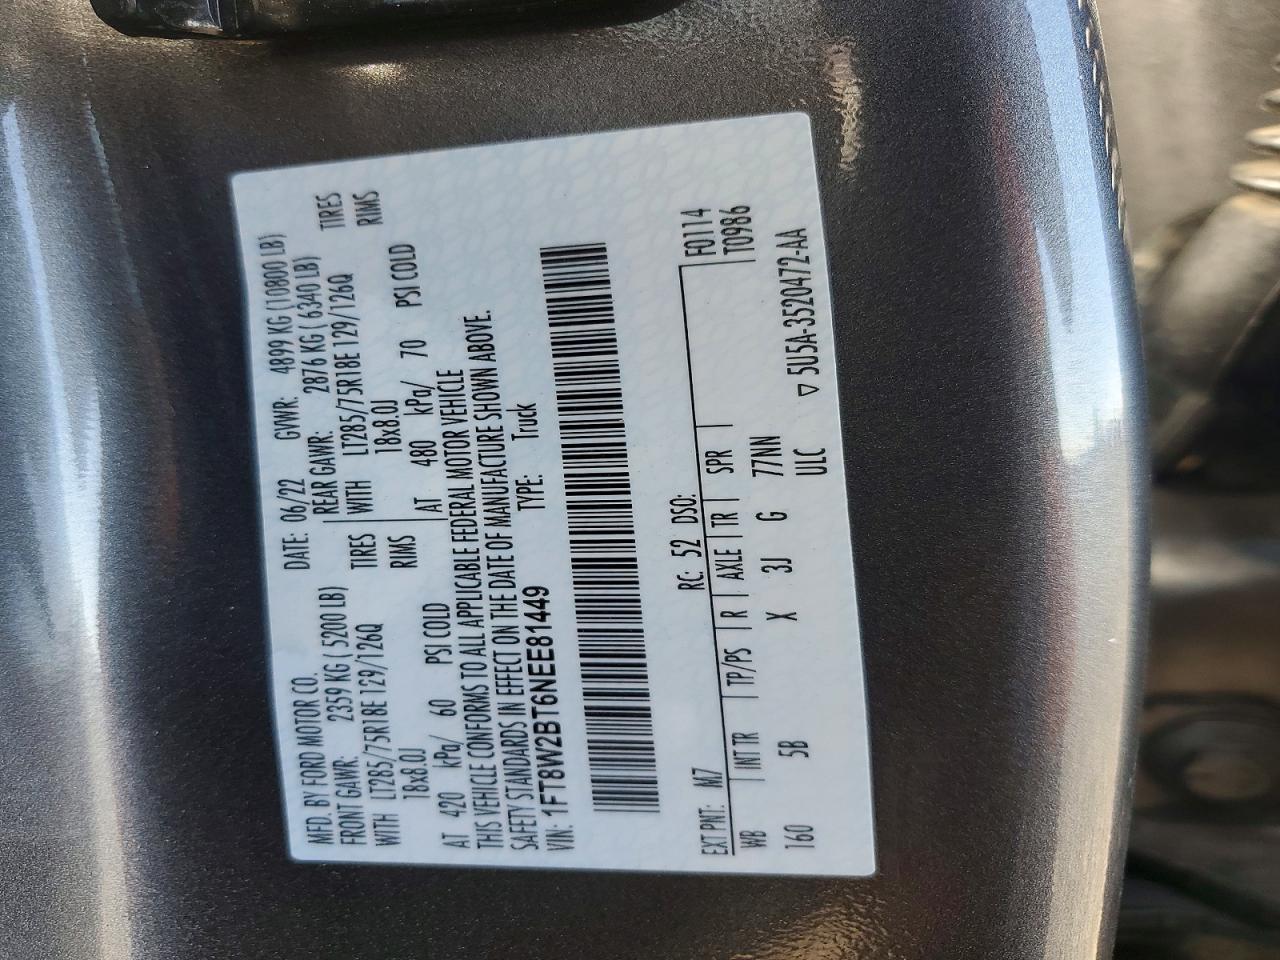 MFD. BY FORD MOTOR CO.
DATE: 06/22 GVWR: 4899 KG (10800 LB)
FRONT GAWR: 2359 KG ( 5200 LB) REAR GAWR: 2876 KG ( 6340 LB)
WITH LT285/75R18E 129/126Q TIRES WITH LT285/75R18E 129/126Q TIRES
18x8.0J RIMS 18x8.0J RIMS
AT 420 kPa/ 60 PSI COLD AT 480 kPa/ 70 PSI COLD
THIS VEHICLE CONFORMS TO ALL APPLICABLE FEDERAL MOTOR VEHICLE
SAFETY STANDARDS IN EFFECT ON THE DATE OF MANUFACTURE SHOWN ABOVE.
VIN: 1FT8W2BT6NEE81449 TYPE: Truck
EXT PNT: M7 RC: 52 DSO: F0114
WB INT TR TP/PS R AXLE TR SPR T0986
160 5B X 3J G 77NN
ULC ▽ 5U5A-3520472-AA